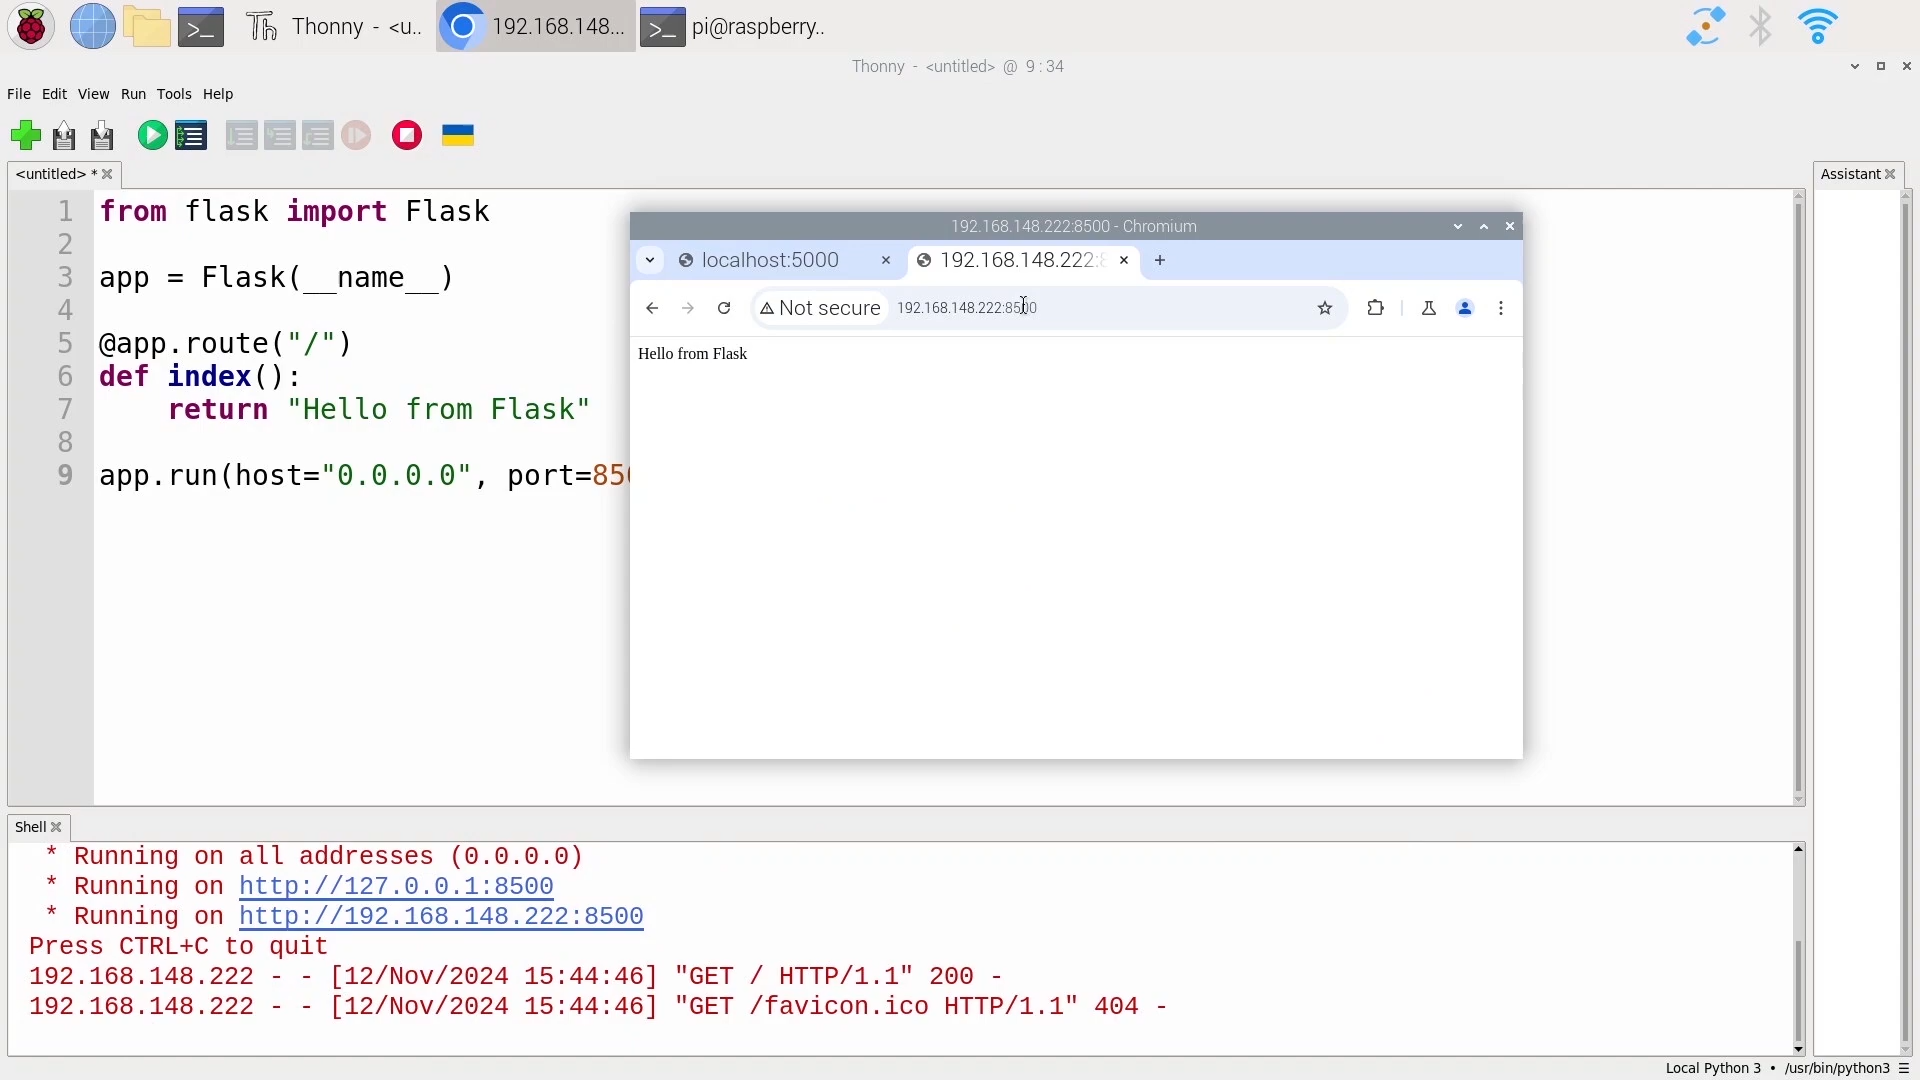 Thonny - <u..
192.168.148...
pi@raspberry..
Thonny - <untitled> @ 9:34
File Edit View Run Tools Help
<untitled> *
Assistant
1 from flask import Flask
2
3 app = Flask(__name__)
4
5 @app.route("/")
6 def index():
7 return "Hello from Flask"
8
9 app.run(host="0.0.0.0", port=850
192.168.148.222:8500 - Chromium
localhost:5000
192.168.148.222:8
Not secure 192.168.148.222:8500
Hello from Flask
Shell
* Running on all addresses (0.0.0.0)
* Running on http://127.0.0.1:8500
* Running on http://192.168.148.222:8500
Press CTRL+C to quit
192.168.148.222 - - [12/Nov/2024 15:44:46] "GET / HTTP/1.1" 200 -
192.168.148.222 - - [12/Nov/2024 15:44:46] "GET /favicon.ico HTTP/1.1" 404 -
Local Python 3 • /usr/bin/python3 ☰